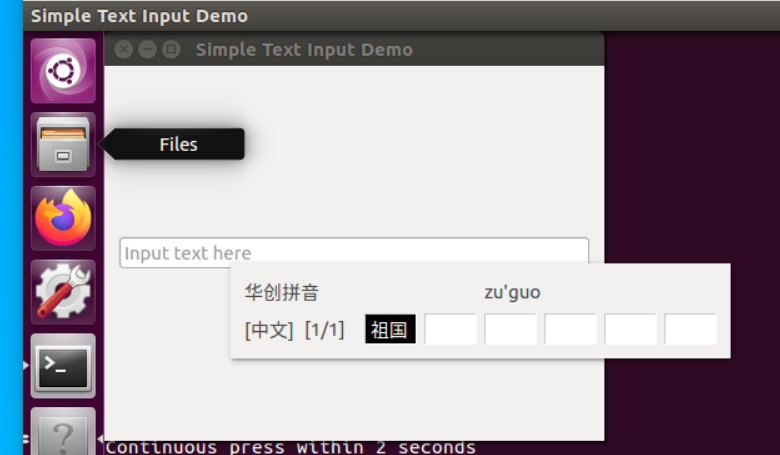 Simple Text Input Demo
Simple Text Input Demo
Files
Input text here
华创拼音 zu'guo
[中文] [1/1] 祖国
Continuous press within 2 seconds